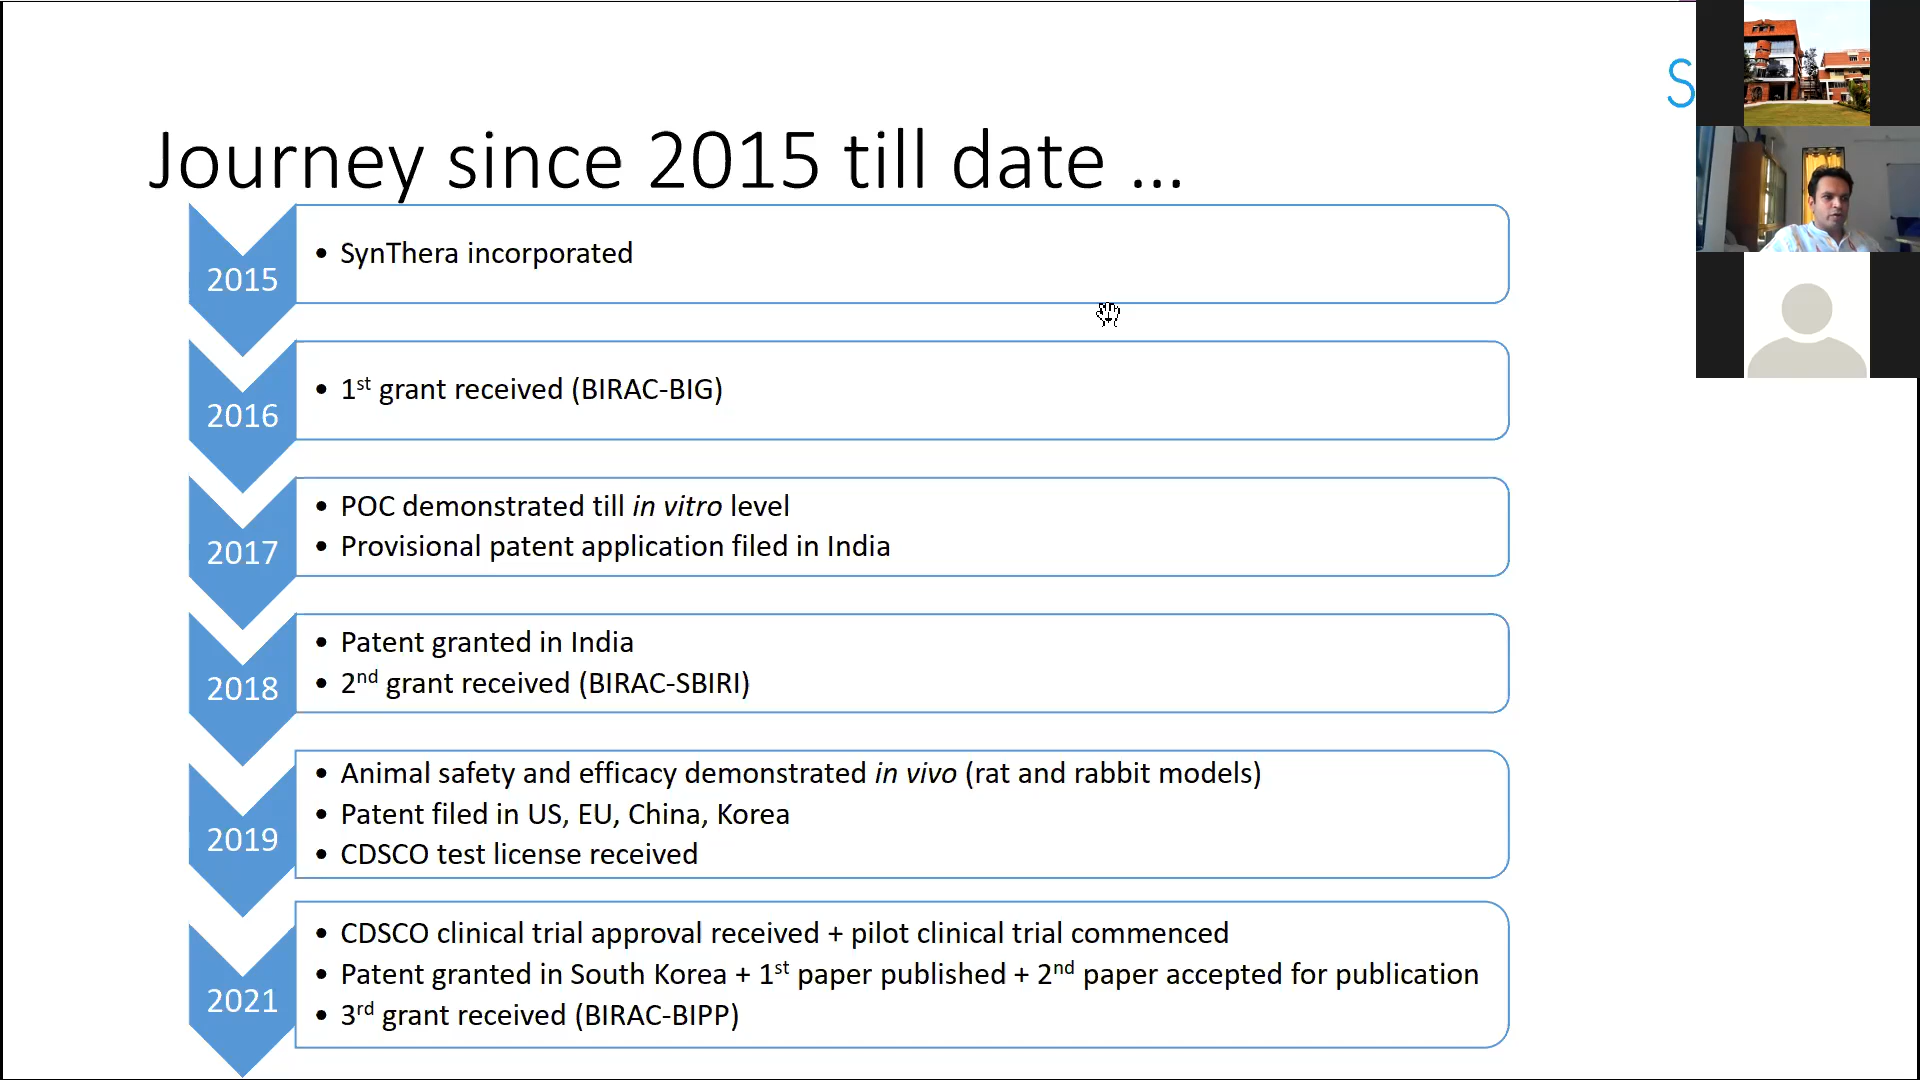 S
Journey since 2015 till date ...
2015
• SynThera incorporated
2016
• 1st grant received (BIRAC-BIG)
2017
• POC demonstrated till in vitro level
• Provisional patent application filed in India
2018
• Patent granted in India
• 2nd grant received (BIRAC-SBIRI)
2019
• Animal safety and efficacy demonstrated in vivo (rat and rabbit models)
• Patent filed in US, EU, China, Korea
• CDSCO test license received
2021
• CDSCO clinical trial approval received + pilot clinical trial commenced
• Patent granted in South Korea + 1st paper published + 2nd paper accepted for publication
• 3rd grant received (BIRAC-BIPP)